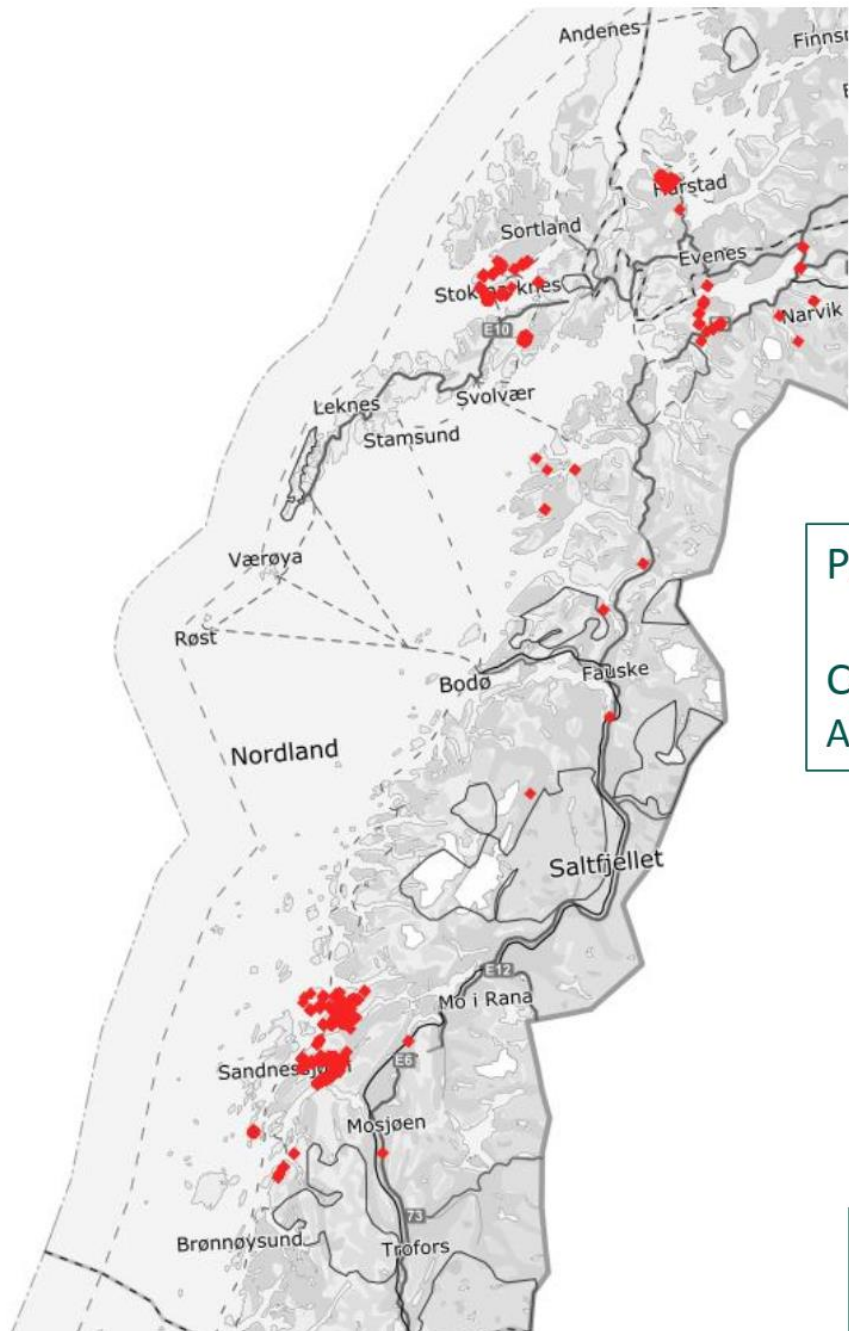 Andenes
Finnsn
Harstad
Sortland
Evenes
Stokmarknes
Narvik
E10
Svolvær
Leknes
Stamsund
Værøya
P
Røst
Fauske
Bodø
C
A
Nordland
Saltfjellet
E12
Mo i Rana
E6
Sandnessjøen
Mosjøen
73
Brønnøysund
Trofors